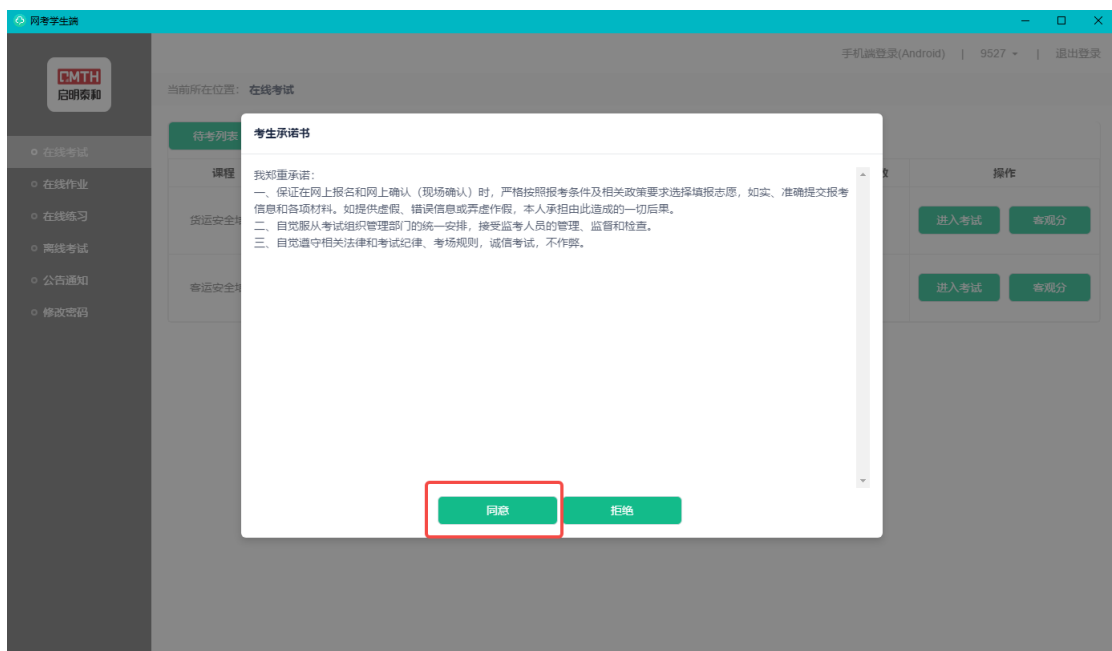 网考学生端
手机端登录(Android) | 9527 | 退出登录
CMTH
启明泰和
当前所在位置: 在线考试
在线考试
在线作业
在线练习
离线考试
公告通知
修改密码
待考列表
课程
操作
货运安全
进入考试
客观分
客运安全
进入考试
客观分
考生承诺书
我郑重承诺:
一、保证在网上报名和网上确认（现场确认）时，严格按照报考条件及相关政策要求选择填报志愿，如实、准确提交报考
信息和各项材料。如提供虚假、错误信息或弄虚作假，本人承担由此造成的一切后果。
二、自觉服从考试组织管理部门的统一安排，接受监考人员的管理、监督和检查。
三、自觉遵守相关法律和考试纪律、考场规则，诚信考试，不作弊。
同意
拒绝